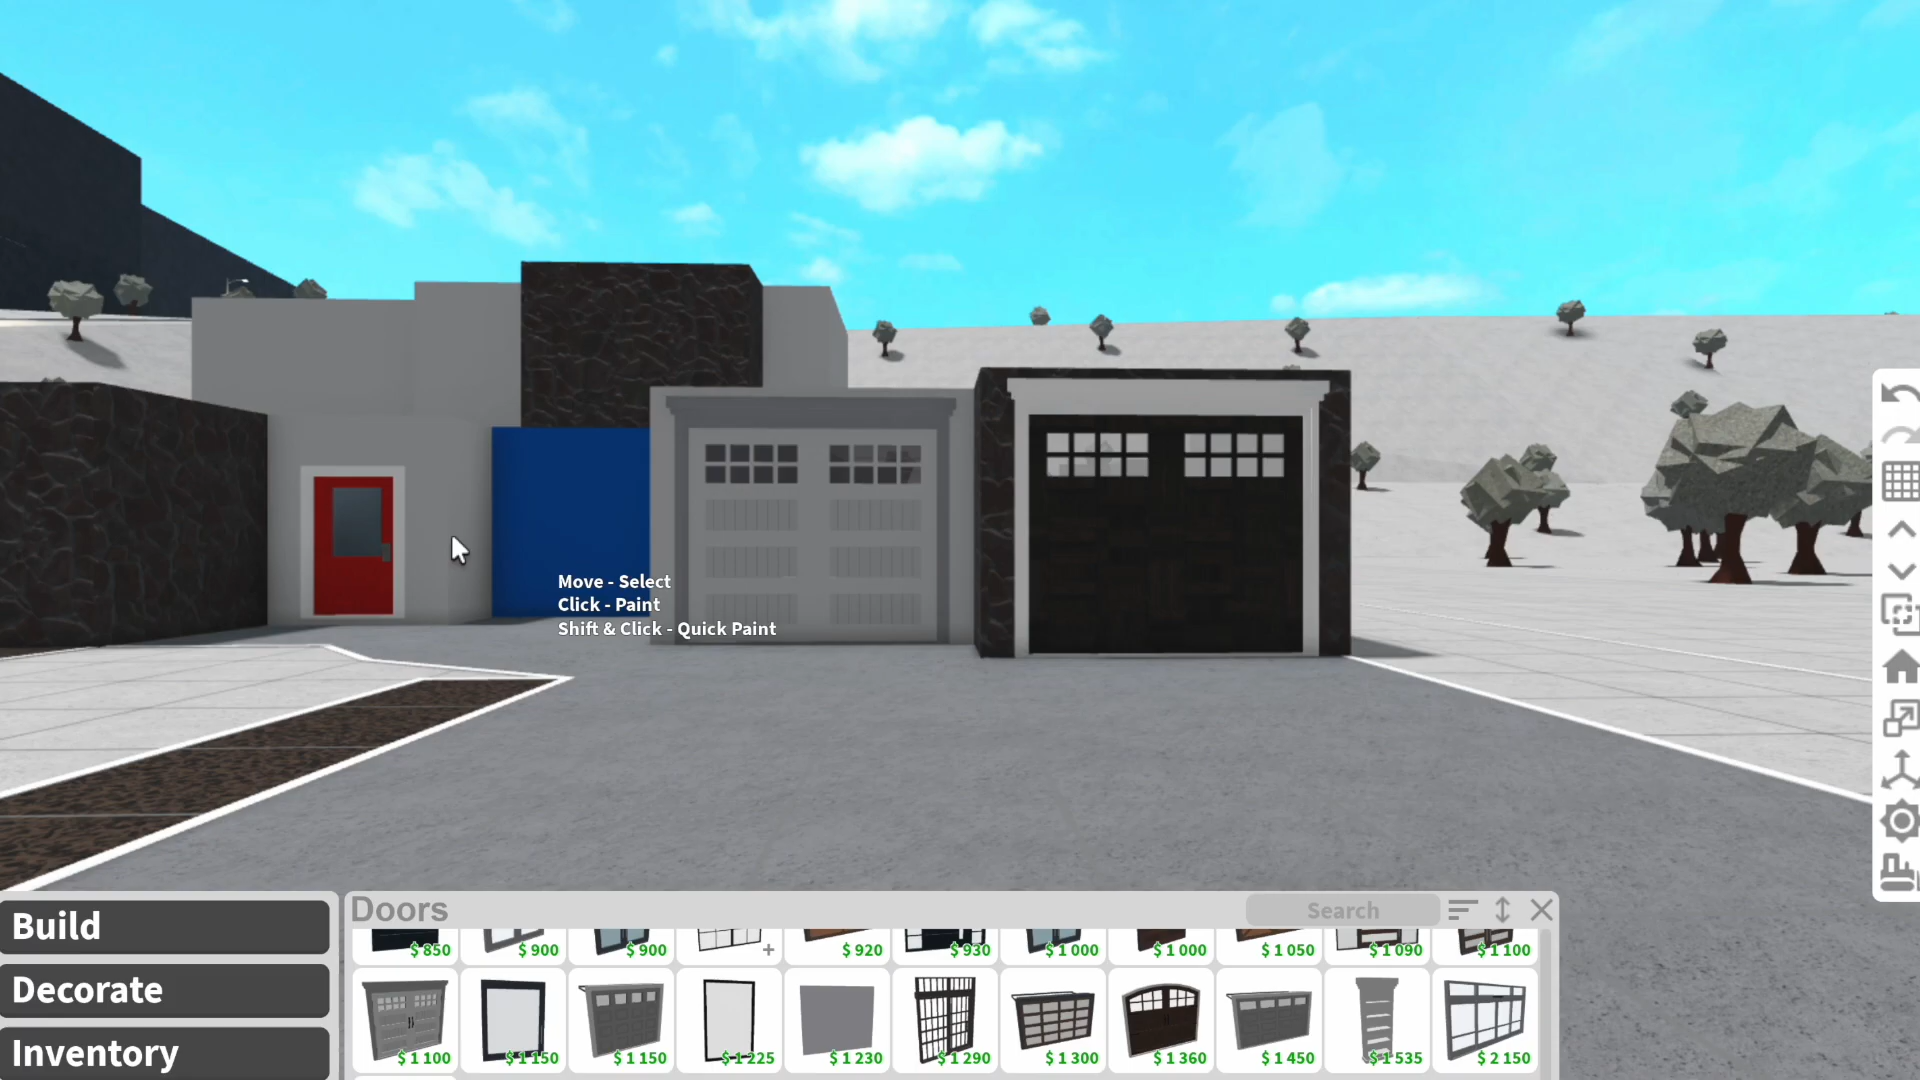 Move - Select
Click - Paint
Shift & Click - Quick Paint
Build
Decorate
Inventory
Doors
Search
$ 850
$ 900
$ 900
+
$ 920
$ 930
$ 1 000
$ 1 000
$ 1 050
$ 1 090
$ 1 100
$ 1 100
$ 1 150
$ 1 150
$ 1 225
$ 1 230
$ 1 290
$ 1 300
$ 1 360
$ 1 450
$ 1 535
$ 2 150